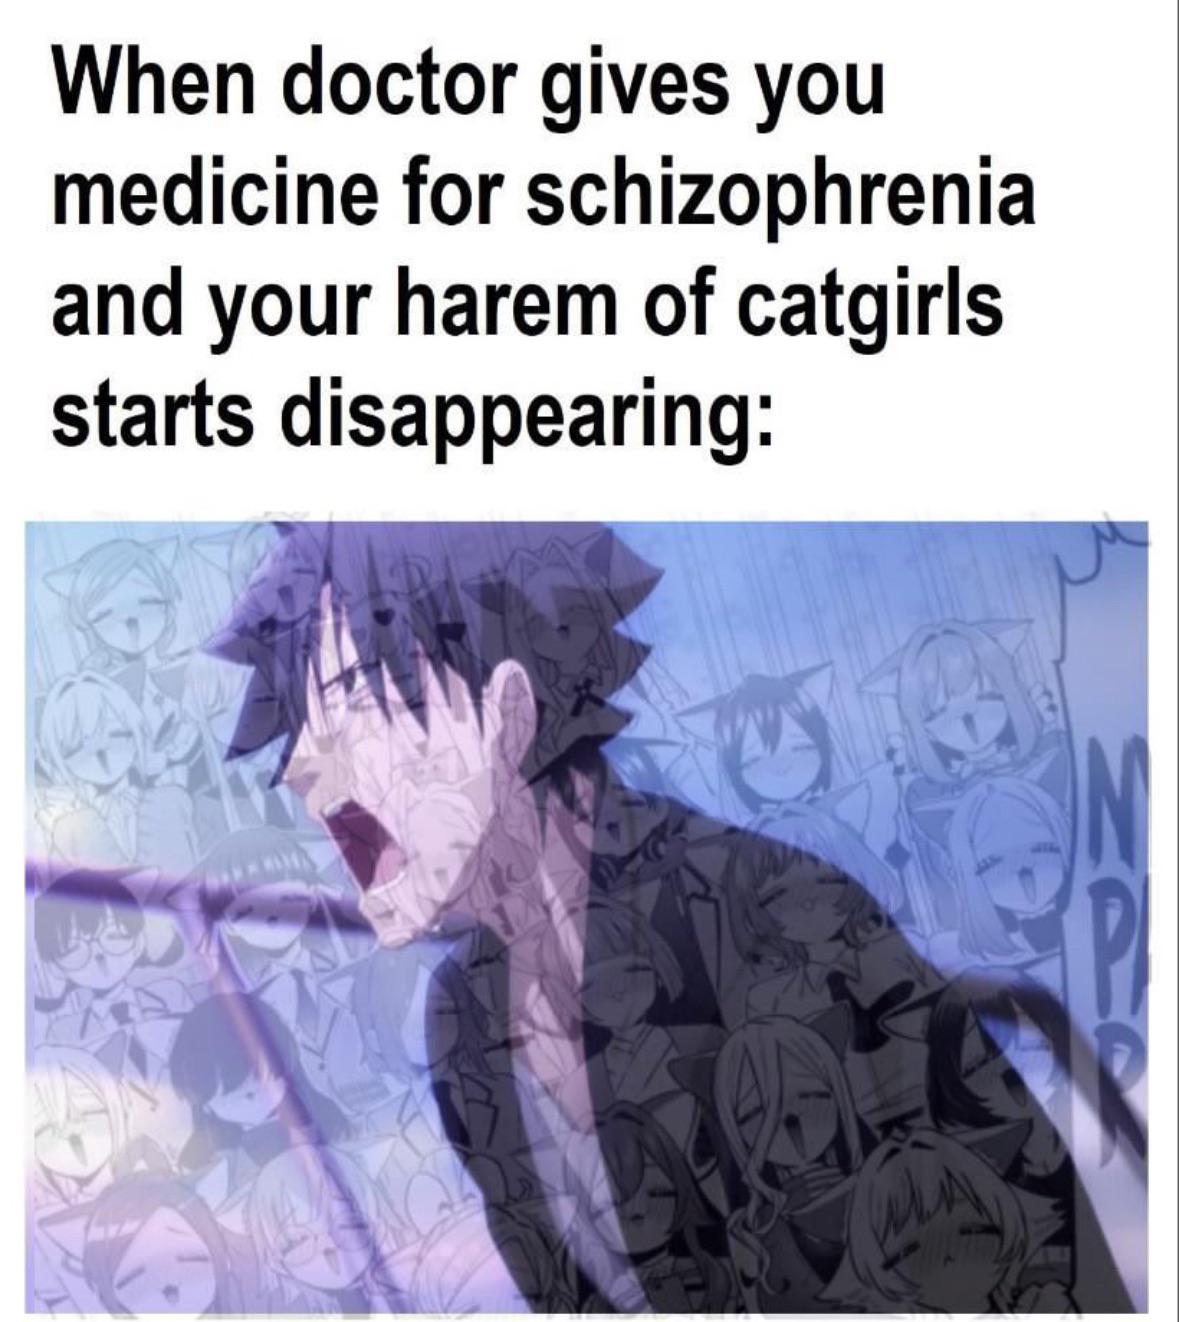 When doctor gives you
medicine for schizophrenia
and your harem of catgirls
starts disappearing: